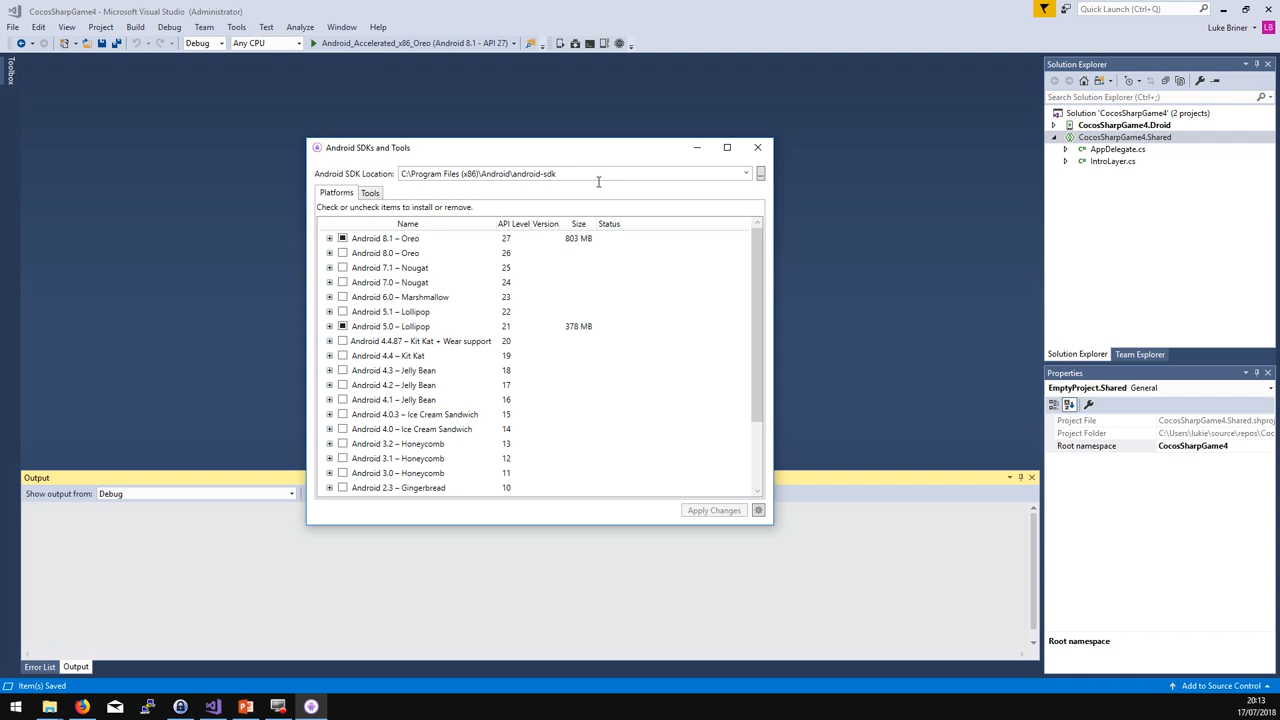 CocosSharpGame4 - Microsoft Visual Studio (Administrator)
Quick Launch (Ctrl+Q)
File Edit View Project Build Debug Team Tools Test Analyze Window Help
Luke Briner LB
Debug Any CPU Android_Accelerated_x86_Oreo (Android 8.1 - API 27)
Toolbox
Solution Explorer
Search Solution Explorer (Ctrl+;)
Solution 'CocosSharpGame4' (2 projects)
CocosSharpGame4.Droid
CocosSharpGame4.Shared
AppDelegate.cs
IntroLayer.cs
Solution Explorer Team Explorer
Properties
EmptyProject.Shared General
Project File CocosSharpGame4.Shared.shproj
Project Folder C:\Users\lukie\source\repos\Coc
Root namespace CocosSharpGame4
Root namespace
Android SDKs and Tools
Android SDK Location: C:\Program Files (x86)\Android\android-sdk
...
Platforms Tools
Check or uncheck items to install or remove.
Name API Level Version Size Status
Android 8.1 – Oreo 27 803 MB
Android 8.0 – Oreo 26
Android 7.1 – Nougat 25
Android 7.0 – Nougat 24
Android 6.0 – Marshmallow 23
Android 5.1 – Lollipop 22
Android 5.0 – Lollipop 21 378 MB
Android 4.4.87 – Kit Kat + Wear support 20
Android 4.4 – Kit Kat 19
Android 4.3 – Jelly Bean 18
Android 4.2 – Jelly Bean 17
Android 4.1 – Jelly Bean 16
Android 4.0.3 – Ice Cream Sandwich 15
Android 4.0 – Ice Cream Sandwich 14
Android 3.2 – Honeycomb 13
Android 3.1 – Honeycomb 12
Android 3.0 – Honeycomb 11
Android 2.3 – Gingerbread 10
Apply Changes
Output
Show output from: Debug
Error List Output
Item(s) Saved
Add to Source Control
20:13
17/07/2018